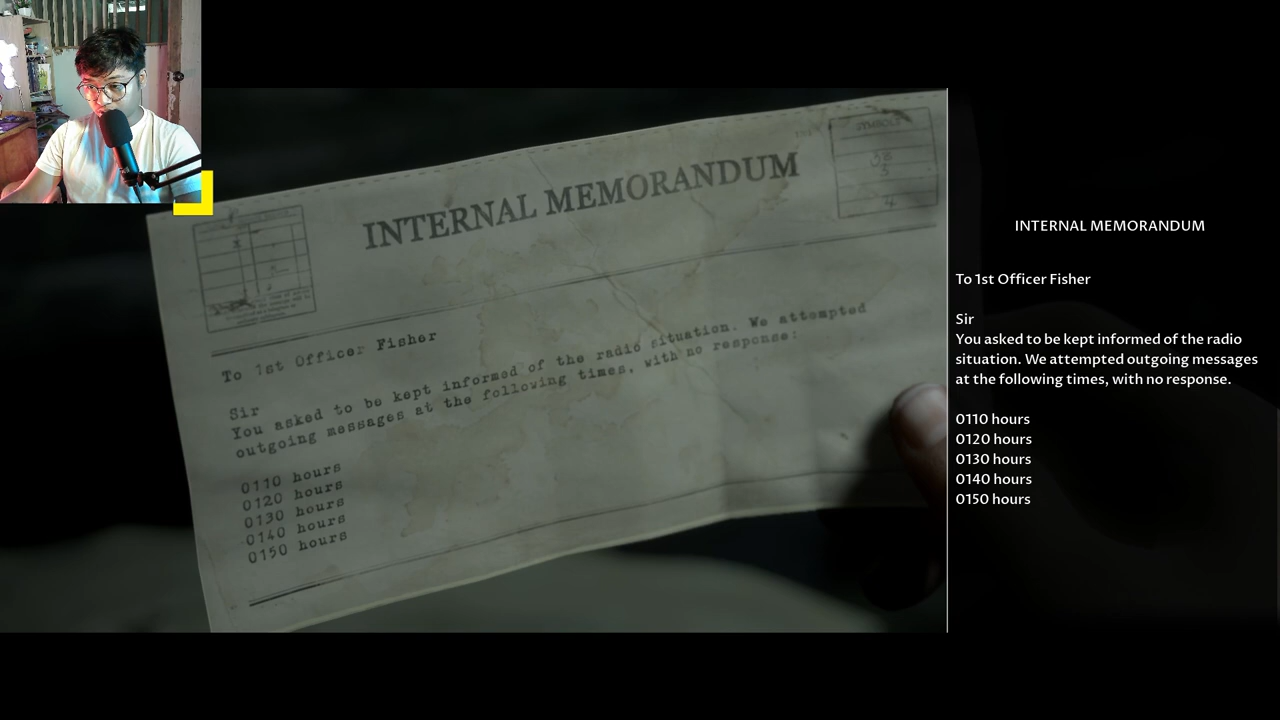 INTERNAL MEMORANDUM
To 1st Officer Fisher
Sir
You asked to be kept informed of the radio situation. We attempted
outgoing messages at the following times, with no response:
0110 hours
0120 hours
0130 hours
0140 hours
0150 hours
INTERNAL MEMORANDUM
To 1st Officer Fisher
Sir
You asked to be kept informed of the radio
situation. We attempted outgoing messages
at the following times, with no response.
0110 hours
0120 hours
0130 hours
0140 hours
0150 hours